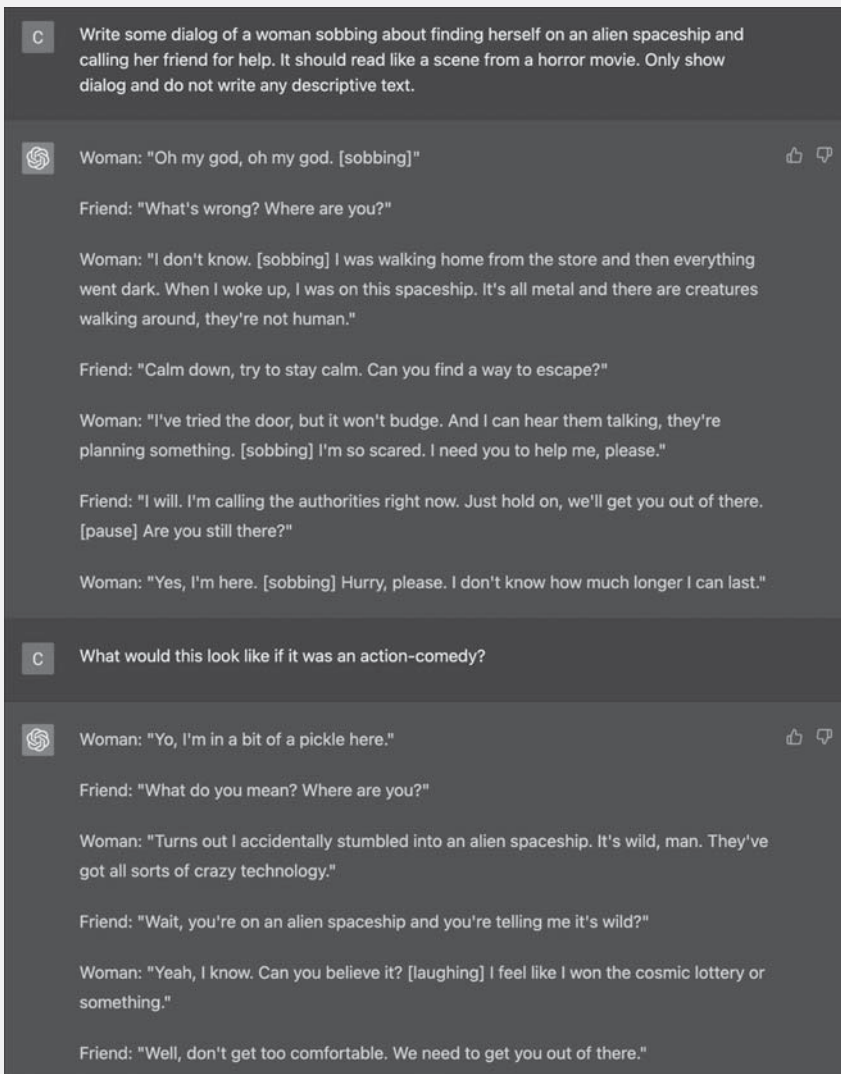 C
Write some dialog of a woman sobbing about finding herself on an alien spaceship and
calling her friend for help. It should read like a scene from a horror movie. Only show
dialog and do not write any descriptive text.
Woman: "Oh my god, oh my god. [sobbing]"
Friend: "What's wrong? Where are you?"
Woman: "I don't know. [sobbing] I was walking home from the store and then everything
went dark. When I woke up, I was on this spaceship. It's all metal and there are creatures
walking around, they're not human."
Friend: "Calm down, try to stay calm. Can you find a way to escape?"
Woman: "I've tried the door, but it won't budge. And I can hear them talking, they're
planning something. [sobbing] I'm so scared. I need you to help me, please."
Friend: "I will. I'm calling the authorities right now. Just hold on, we'll get you out of there.
[pause] Are you still there?"
Woman: "Yes, I'm here. [sobbing] Hurry, please. I don't know how much longer I can last."
C
What would this look like if it was an action-comedy?
Woman: "Yo, I'm in a bit of a pickle here."
Friend: "What do you mean? Where are you?"
Woman: "Turns out I accidentally stumbled into an alien spaceship. It's wild, man. They've
got all sorts of crazy technology."
Friend: "Wait, you're on an alien spaceship and you're telling me it's wild?"
Woman: "Yeah, I know. Can you believe it? [laughing] I feel like I won the cosmic lottery or
something."
Friend: "Well, don't get too comfortable. We need to get you out of there."